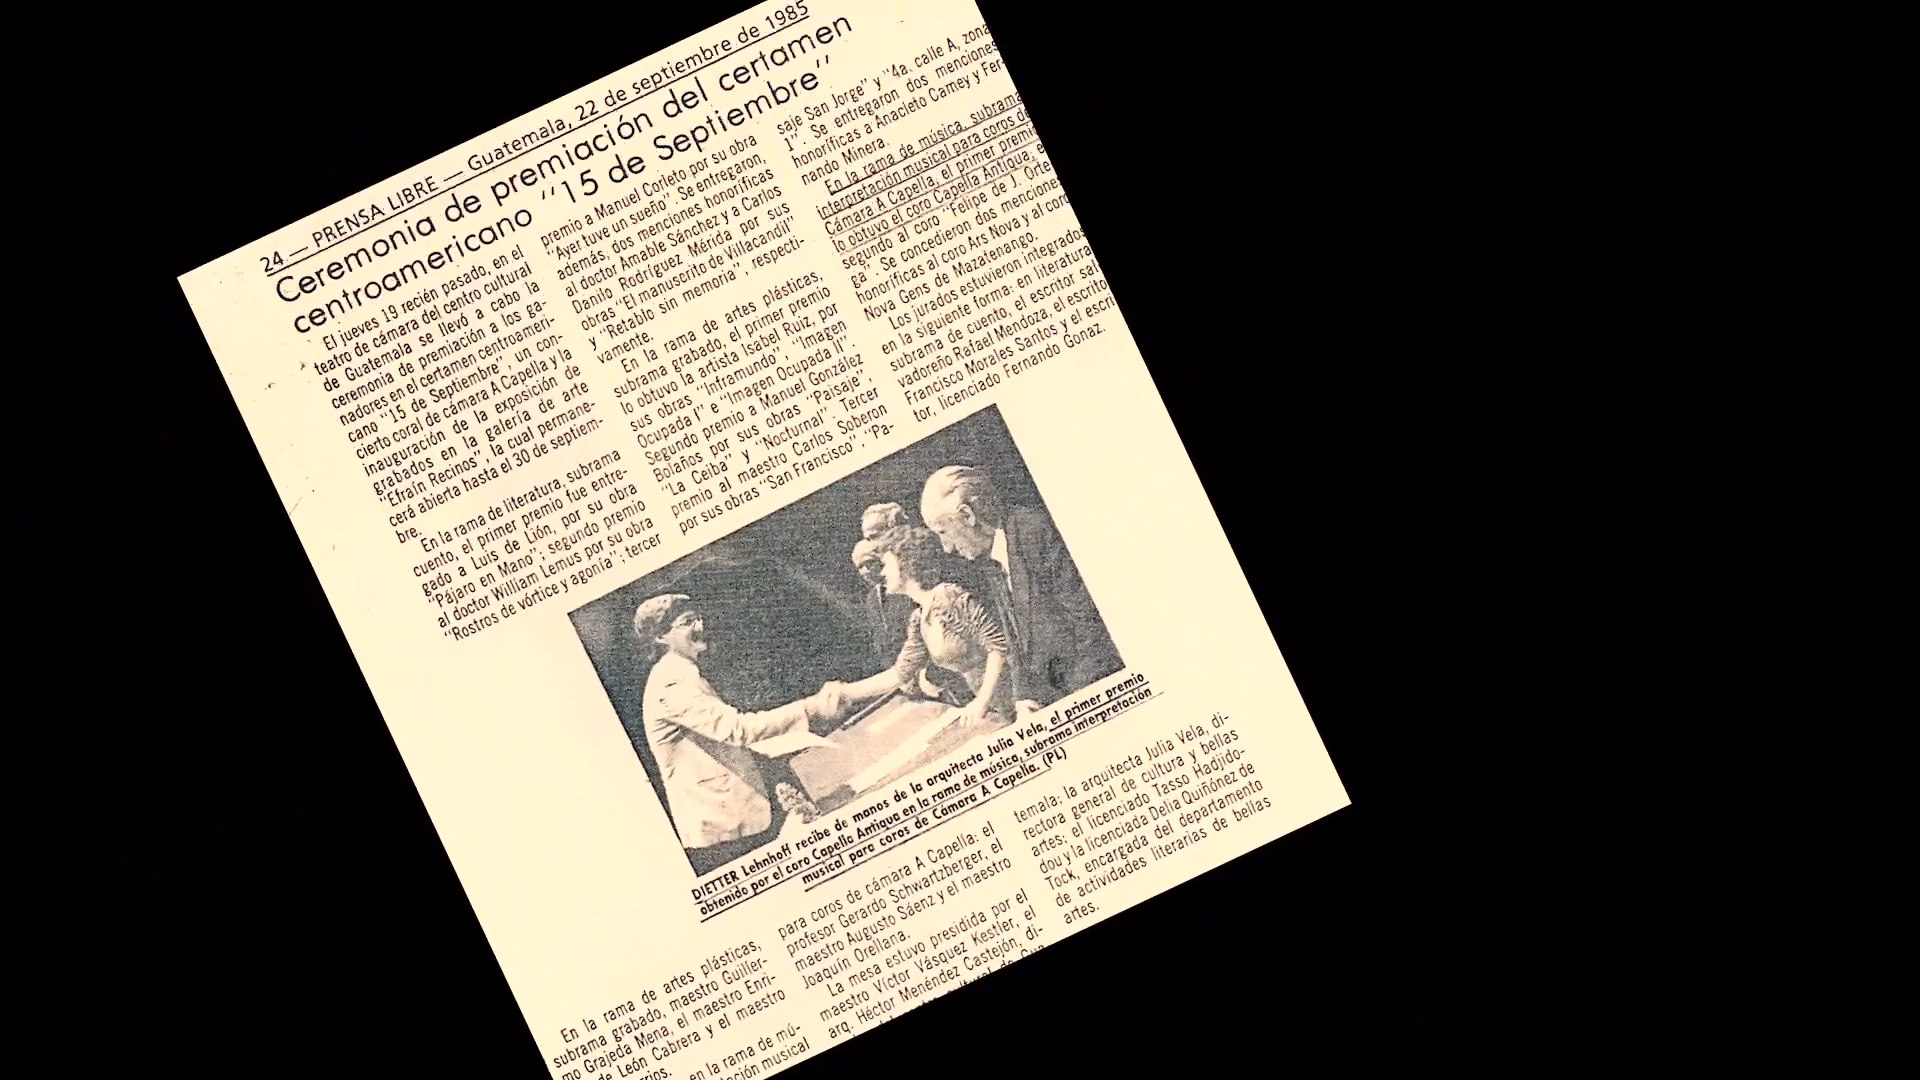 24.— PRENSA LIBRE — Guatemala, 22 de septiembre de 1985
Ceremonia de premiación del certamen
centroamericano “15 de Septiembre”
El jueves 19 recién pasado, en el
teatro de cámara del centro cultural
de Guatemala se llevó a cabo la
ceremonia de premiación a los ga-
nadores en el certamen centroameri-
cano “15 de Septiembre”, un con-
cierto coral de cámara A Capella y la
inauguración de la exposición de
grabados en la galería de arte
“Efraín Recinos”, la cual permane-
cerá abierta hasta el 30 de septiem-
bre.
En la rama de literatura, subrama
cuento, el primer premio fue entre-
gado a Luis de Lión, por su obra
“Pájaro en Mano”; segundo premio
al doctor William Lemus por su obra
“Rostros de vórtice y agonía”; tercer
premio a Manuel Corleto por su obra
“Ayer tuve un sueño”. Se entregaron,
además, dos menciones honoríficas
al doctor Amable Sánchez y a Carlos
Danilo Rodríguez Mérida por sus
obras “El manuscrito de Villacandil”
y “Retablo sin memoria”, respecti-
vamente.
En la rama de artes plásticas,
subrama grabado, el primer premio
lo obtuvo la artista Isabel Ruiz, por
sus obras “Inframundo”, “Imagen
Ocupada I” e “Imagen Ocupada II”.
Segundo premio a Manuel González
Bolaños por sus obras “Paisaje”,
“La Ceiba” y “Nocturnal”. Tercer
premio al maestro Carlos Soberon
por sus obras “San Francisco”, “Pa-
saje San Jorge” y “4a. calle A, zona
1”. Se entregaron dos menciones
honoríficas a Anacleto Camey y Fer-
nando Minera.
En la rama de música, subrama
interpretación musical para coros de
Cámara A Capella, el primer premio
lo obtuvo el coro Capella Antiqua; el
segundo al coro “Felipe de J. Orte-
ga”. Se concedieron dos menciones
honoríficas al coro Ars Nova y al coro
Nova Gens de Mazatenango.
Los jurados estuvieron integrados
en la siguiente forma: en literatura,
subrama de cuento, el escritor sal-
vadoreño Rafael Mendoza, el escritor
Francisco Morales Santos y el escri-
tor, licenciado Fernando Gonaz.
DIETTER Lehnhoff recibe de manos de la arquitecta Julia Vela, el primer premio
obtenido por el coro Capella Antiqua en la rama de música, subrama interpretación
musical para coros de Cámara A Capella. (PL)
En la rama de artes plásticas,
subrama grabado, maestro Guiller-
mo Grajeda Mena, el maestro Enri-
de León Cabrera y el maestro
en la rama de mú-
musical
para coros de cámara A Capella: el
profesor Gerardo Schwartzberger, el
maestro Augusto Sáenz y el maestro
Joaquín Orellana.
La mesa estuvo presidida por el
maestro Víctor Vásquez Kestler, el
arq. Héctor Menéndez Castejón, di-
temala; la arquitecta Julia Vela, di-
rectora general de cultura y bellas
artes; el licenciado Tasso Hadjido-
dou y la licenciada Delia Quiñónez de
Tock, encargada del departamento
de actividades literarias de bellas
artes.